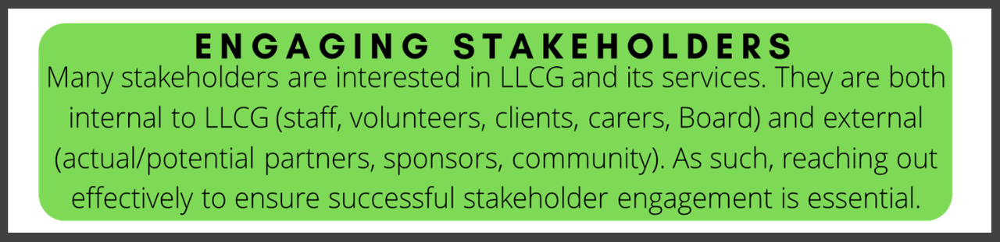 ENGAGING STAKEHOLDERS
Many stakeholders are interested in LLCG and its services. They are both
internal to LLCG (staff, volunteers, clients, carers, Board) and external
(actual/potential partners, sponsors, community). As such, reaching out
effectively to ensure successful stakeholder engagement is essential.